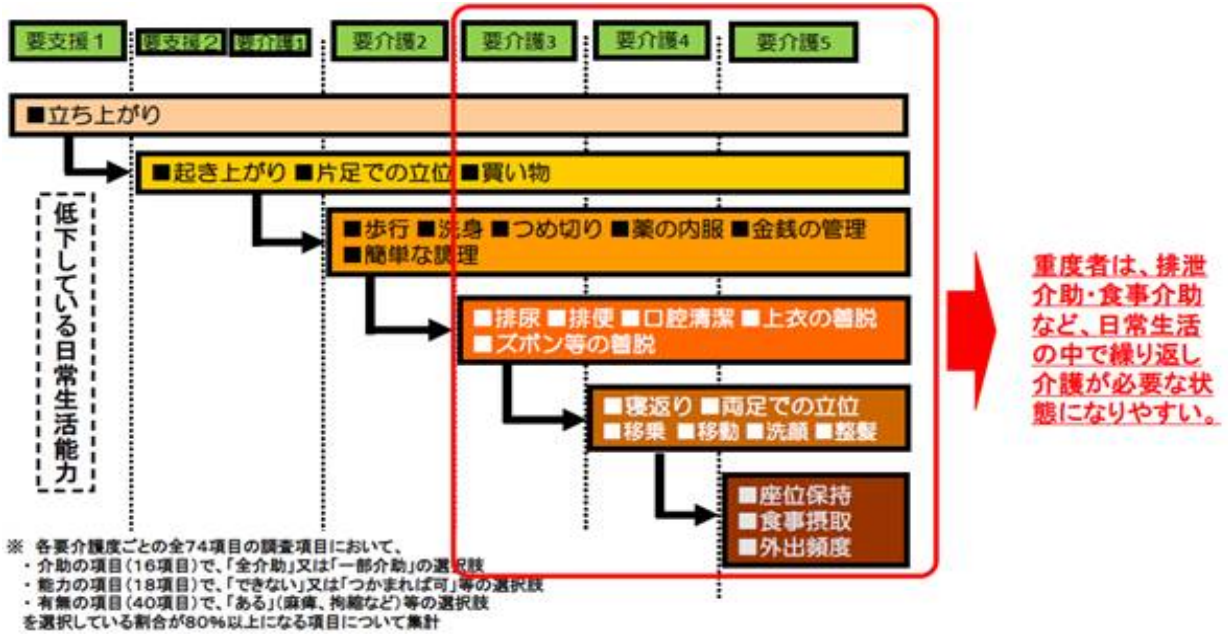 要支援1 要支援2 要介護1 要介護2 要介護3 要介護4 要介護5
■立ち上がり
■起き上がり ■片足での立位 ■買い物
■歩行 ■洗身 ■つめ切り ■薬の内服 ■金銭の管理
■簡単な調理
■排尿 ■排便 ■口腔清潔 ■上衣の着脱
■ズボン等の着脱
■寝返り ■両足での立位
■移乗 ■移動 ■洗顔 ■整髪
■座位保持
■食事摂取
■外出頻度
低下している日常生活能力
重度者は、排泄
介助・食事介助
など、日常生活
の中で繰り返し
介護が必要な状
態になりやすい。
※ 各要介護度ごとの全74項目の調査項目において、
・介助の項目(16項目)で、「全介助」又は「一部介助」の選択肢
・能力の項目(18項目)で、「できない」又は「つかまれば可」等の選択肢
・有無の項目(40項目)で、「ある」(麻痺、拘縮など)等の選択肢
を選択している割合が80%以上になる項目について集計